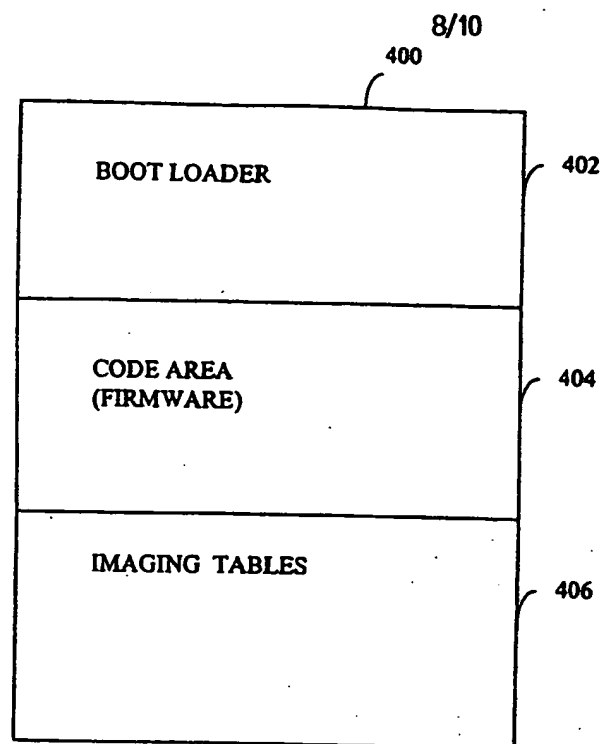 8/10
400
BOOT LOADER
402
CODE AREA
(FIRMWARE)
404
IMAGING TABLES
406